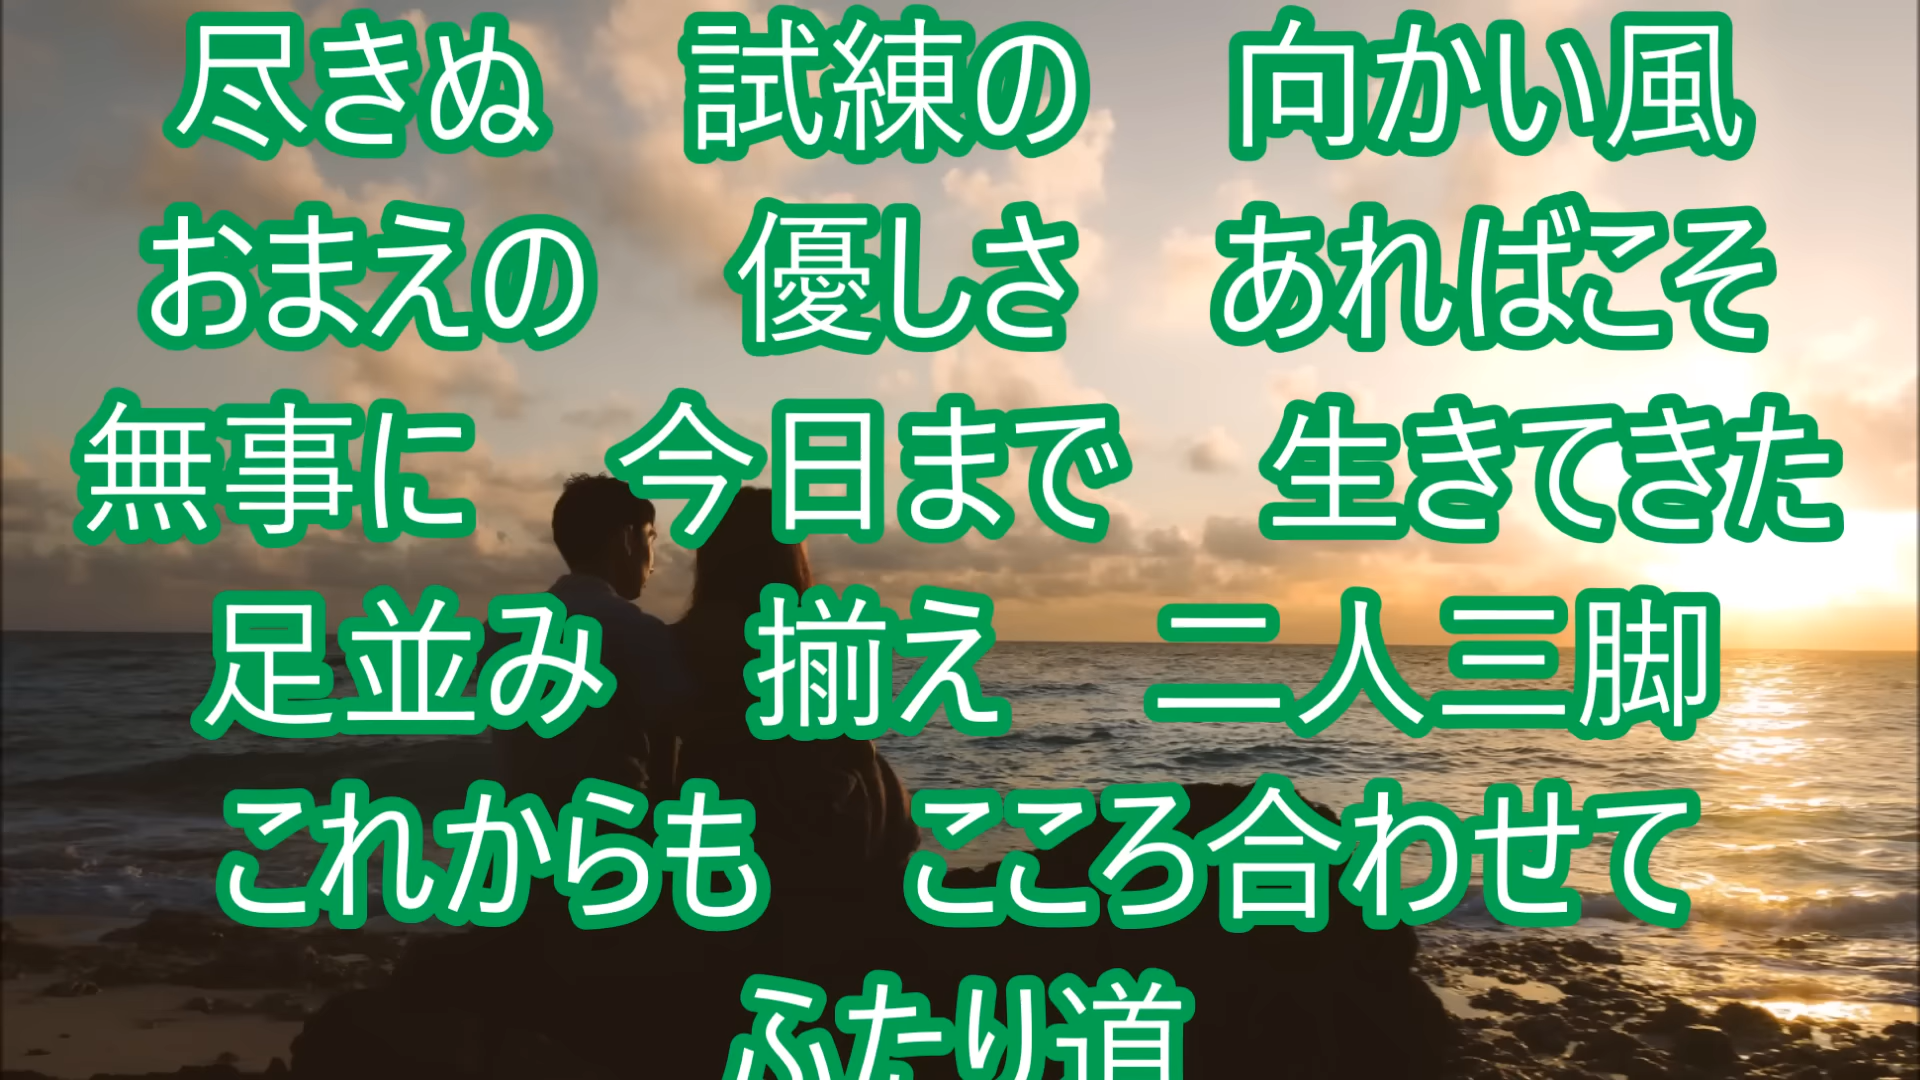 尽きぬ　試練の　向かい風
おまえの　優しさ　あればこそ
無事に　今日まで　生きてきた
足並み　揃え　二人三脚
これからも　こころ合わせて
ふたり道